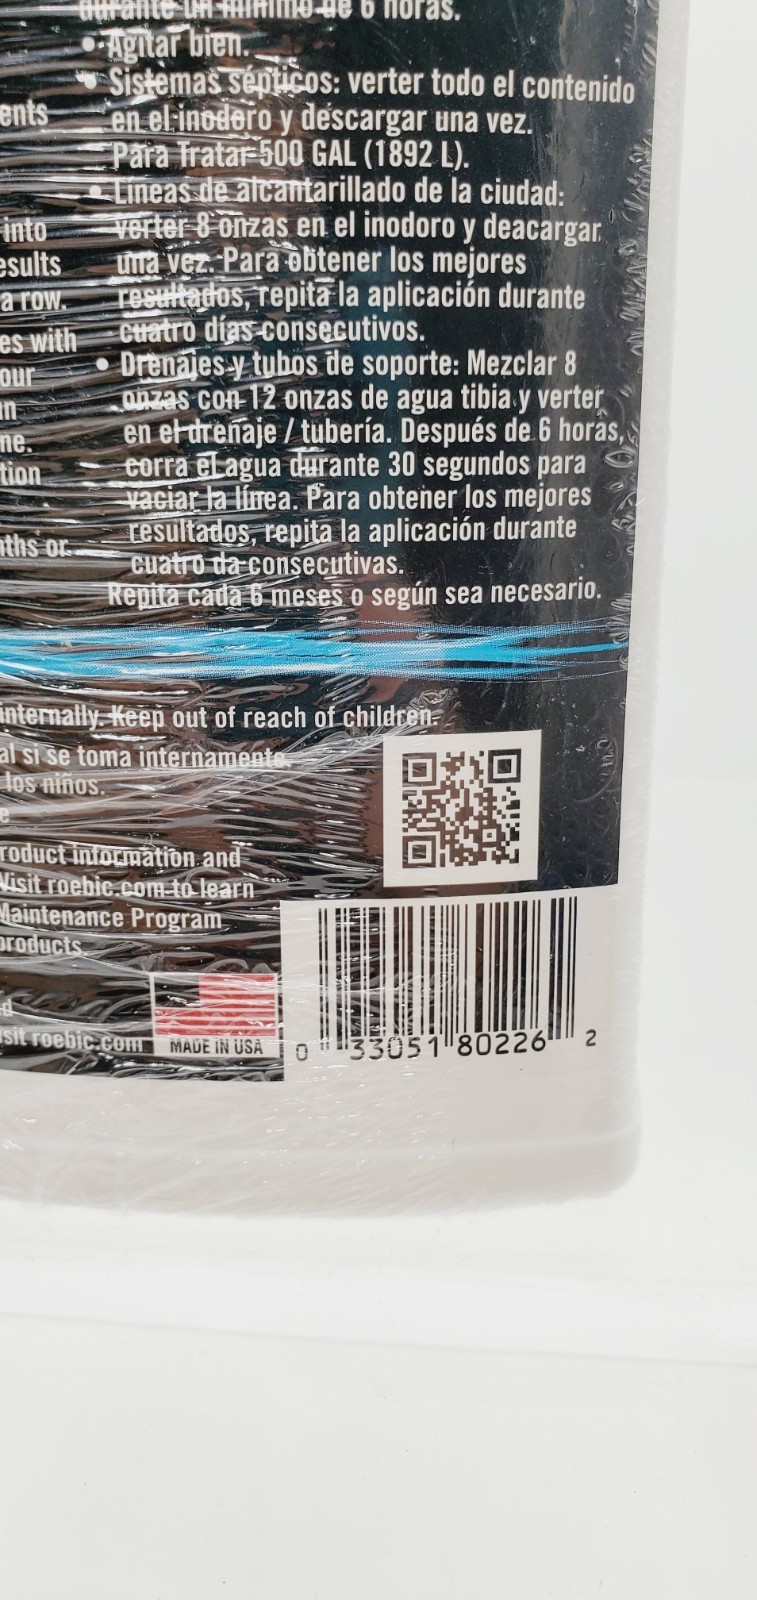 durante un mínimo de 6 horas.
• Agitar bien.
• Sistemas sépticos: verter todo el contenido
en el inodoro y descargar una vez.
Para Tratar 500 GAL (1892 L).
• Líneas de alcantarillado de la ciudad:
verter 8 onzas en el inodoro y deacargar
una vez. Para obtener los mejores
resultados, repita la aplicación durante
cuatro días consecutivos.
• Drenajes y tubos de soporte: Mezclar 8
onzas con 12 onzas de agua tibia y verter
en el drenaje / tubería. Después de 6 horas,
corra el agua durante 30 segundos para
vaciar la línea. Para obtener los mejores
resultados, repita la aplicación durante
cuatro da consecutivas.
Repita cada 6 meses o según sea necesario.
ents
into
esults
a row.
es with
our
n
ne.
tion
ths or
internally. Keep out of reach of children.
al si se toma internamente.
los niños.
e
roduct information and
Visit roebic.com to learn
Maintenance Program
products.
d
isit roebic.com
MADE IN USA
0 33051 80226 2